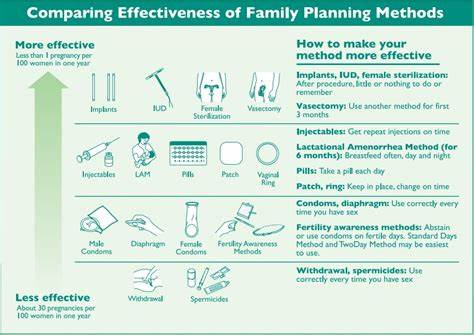 Comparing Effectiveness of Family Planning Methods
More effective
Less than 1 pregnancy per
100 women in one year
Implants
IUD
Female
Sterilization
Vasectomy
Injectables
LAM
Pills
Patch
Vaginal
Ring
Male
Condoms
Diaphragm
Female
Condoms
Fertility Awareness
Methods
Withdrawal
Spermicides
Less effective
About 30 pregnancies per
100 women in one year
How to make your
method more effective
Implants, IUD, female sterilization:
After procedure, little or nothing to do or
remember
Vasectomy: Use another method for first
3 months
Injectables: Get repeat injections on time
Lactational Amenorrhea Method (for
6 months): Breastfeed often, day and night
Pills: Take a pill each day
Patch, ring: Keep in place, change on time
Condoms, diaphragm: Use correctly every
time you have sex
Fertility awareness methods: Abstain
or use condoms on fertile days. Standard Days
Method and TwoDay Method may be easiest
to use.
Withdrawal, spermicides: Use
correctly every time you have sex